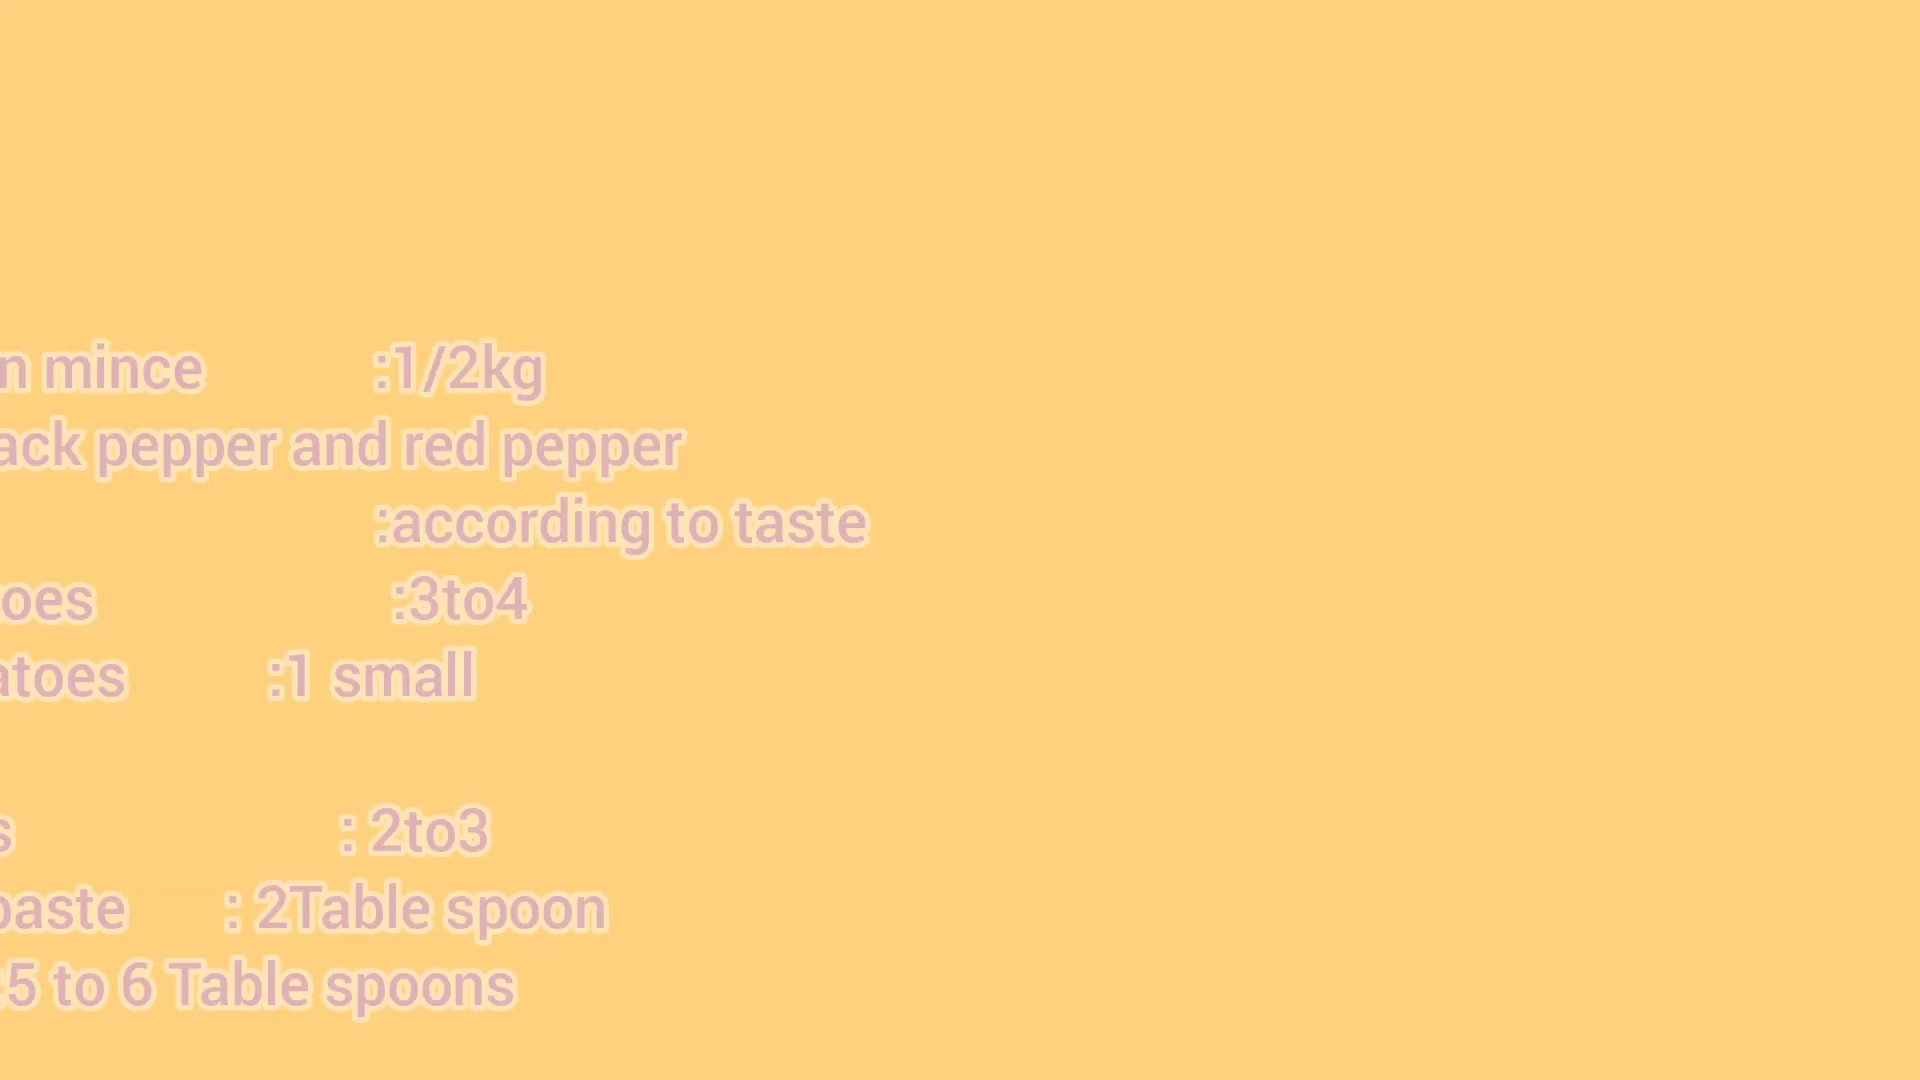 n mince :1/2kg
ack pepper and red pepper
:according to taste
oes :3to4
atoes :1 small
s : 2to3
paste : 2Table spoon
:5 to 6 Table spoons